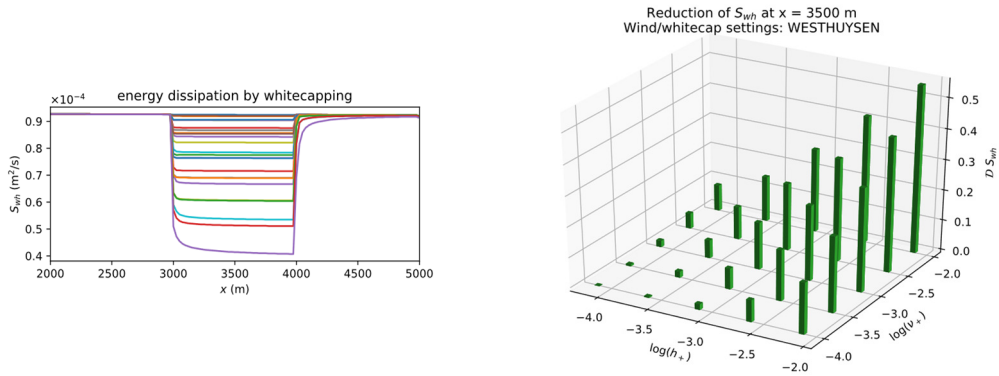 energy dissipation by whitecapping
×10⁻⁴
0.9
0.8
0.7
0.6
0.5
0.4
S_wh (m²/s)
2000 2500 3000 3500 4000 4500 5000
x (m)
Reduction of S_wh at x = 3500 m
Wind/whitecap settings: WESTHUYSEN
0.5
0.4
0.3
0.2
0.1
0.0
D S_wh
−4.0 −3.5 −3.0 −2.5 −2.0
log(h_+)
−4.0 −3.5 −3.0 −2.5 −2.0
log(ν_+)